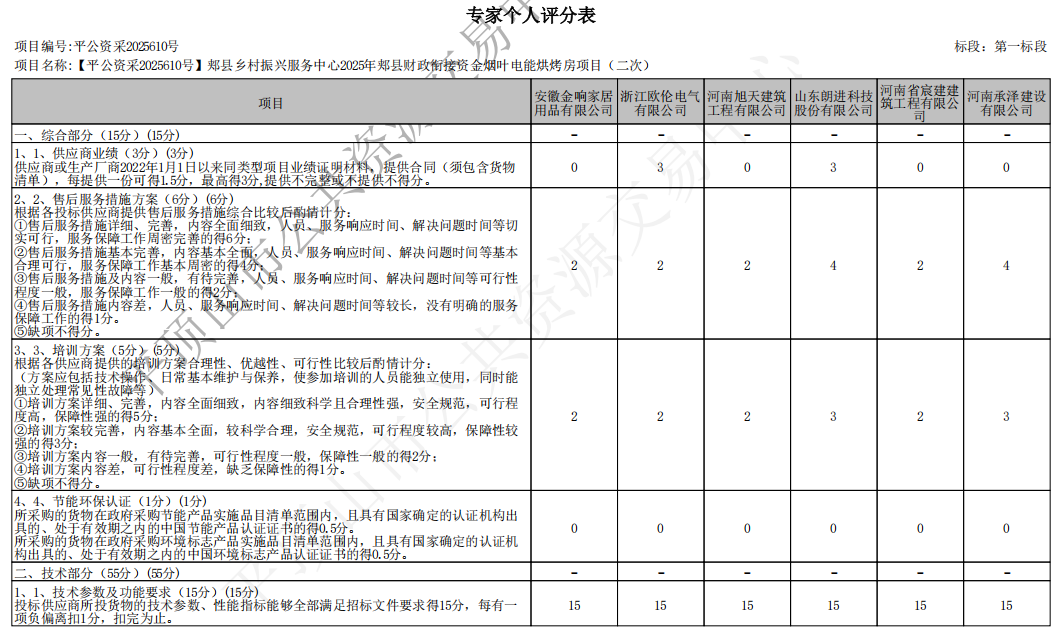 专家个人评分表
项目编号:平公资采2025610号
标段: 第一标段
项目名称:【平公资采2025610号】郏县乡村振兴服务中心2025年郏县财政衔接资金烟叶电能烘烤房项目（二次）
项目
安徽金响家居
用品有限公司
浙江欧伦电气
有限公司
河南旭天建筑
工程有限公司
山东朗进科技
股份有限公司
河南省宸建建
筑工程有限公
司
河南承泽建设
有限公司
一、综合部分（15分）(15分)
-
-
-
-
-
-
1、1、供应商业绩（3分）(3分)
供应商或生产厂商2022年1月1日以来同类型项目业绩证明材料，提供合同（须包含货物
清单），每提供一份可得1.5分，最高得3分,提供不完整或不提供不得分。
0
3
0
3
0
0
2、2、售后服务措施方案（6分）(6分)
根据各投标供应商提供售后服务措施综合比较后酌情计分:
①售后服务措施详细、完善，内容全面细致，人员、服务响应时间、解决问题时间等切
实可行，服务保障工作周密完善的得6分；
②售后服务措施基本完善，内容基本全面，人员、服务响应时间、解决问题时间等基本
合理可行，服务保障工作基本周密的得4分；
③售后服务措施及内容一般，有待完善，人员、服务响应时间、解决问题时间等可行性
程度一般，服务保障工作一般的得2分；
④售后服务措施内容差，人员、服务响应时间、解决问题时间等较长，没有明确的服务
保障工作的得1分。
⑤缺项不得分。
2
2
2
4
2
4
3、3、培训方案（5分）(5分)
根据各供应商提供的培训方案合理性、优越性、可行性比较后酌情计分:
（方案应包括技术操作、日常基本维护与保养，使参加培训的人员能独立使用，同时能
独立处理常见性故障等）
①培训方案详细、完善，内容全面细致，内容细致科学且合理性强，安全规范，可行程
度高，保障性强的得5分；
②培训方案较完善，内容基本全面，较科学合理，安全规范，可行程度较高，保障性较
强的得3分；
③培训方案内容一般，有待完善，可行性程度一般，保障性一般的得2分；
④培训方案内容差，可行性程度差，缺乏保障性的得1分。
⑤缺项不得分。
2
2
2
3
2
3
4、4、节能环保认证（1分）(1分)
所采购的货物在政府采购节能产品实施品目清单范围内，且具有国家确定的认证机构出
具的、处于有效期之内的中国节能产品认证证书的得0.5分。
所采购的货物在政府采购环境标志产品实施品目清单范围内，且具有国家确定的认证机
构出具的、处于有效期之内的中国环境标志产品认证证书的得0.5分。
0
0
0
0
0
0
二、技术部分（55分）(55分)
-
-
-
-
-
-
1、1、技术参数及功能要求（15分）(15分)
投标供应商所投货物的技术参数、性能指标能够全部满足招标文件要求得15分，每有一
项负偏离扣1分，扣完为止。
15
15
15
15
15
15
平顶山市公共资源交易中心
平顶山市公共资源交易中心